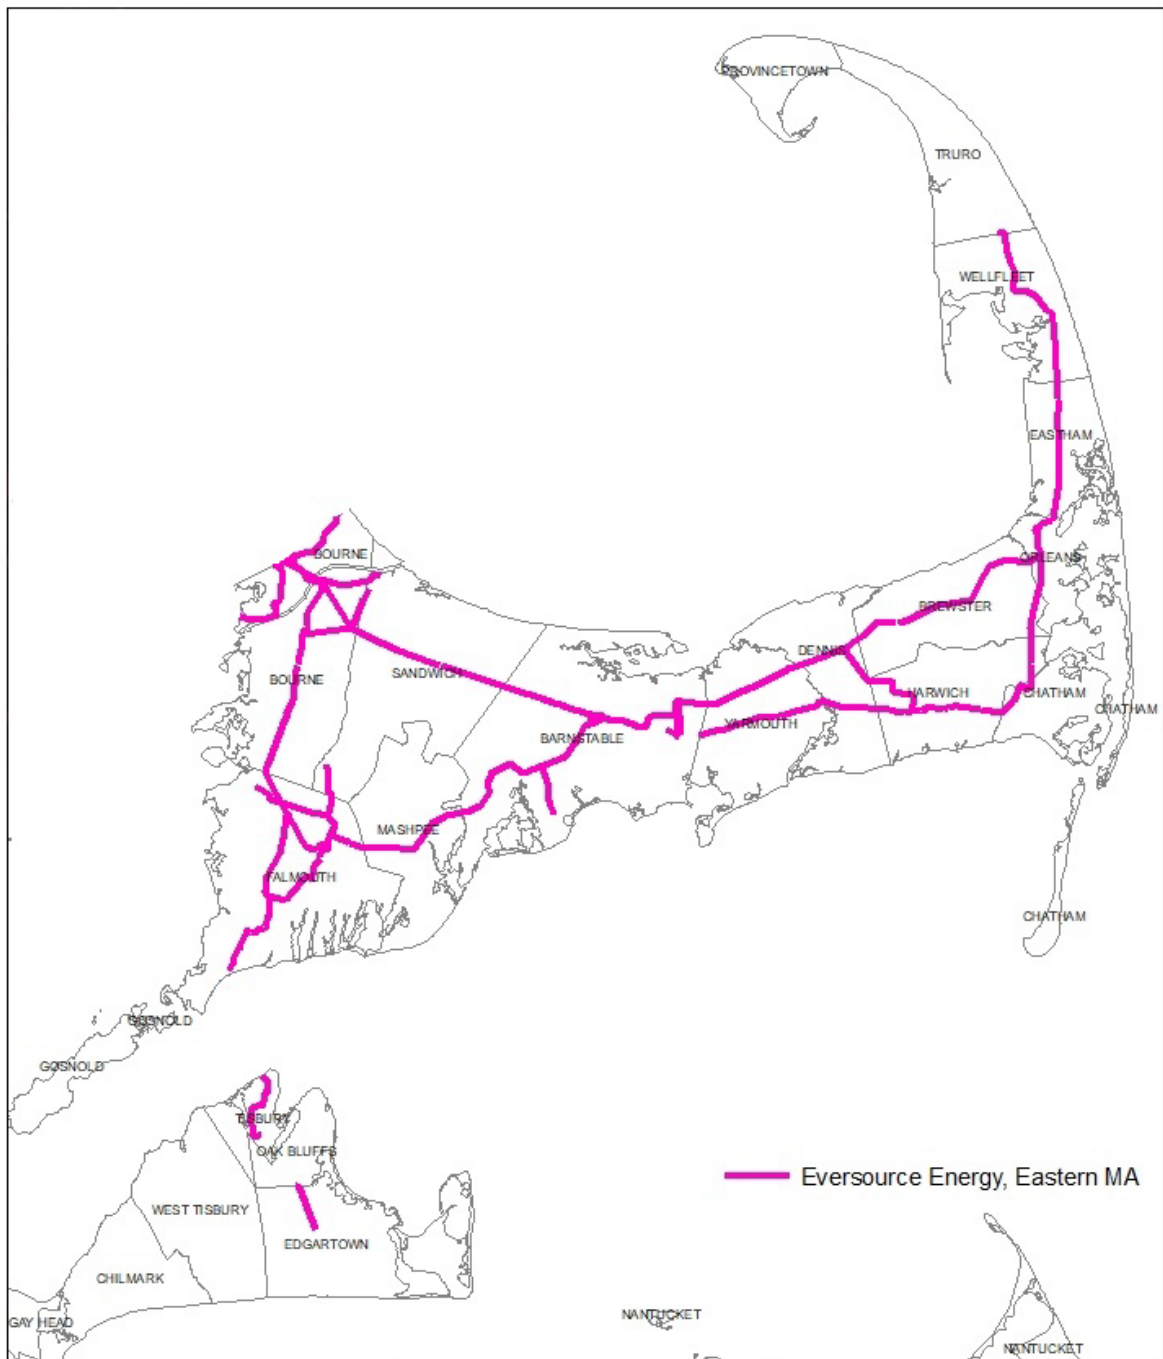 PROVINCETOWN
TRURO
WELLFLEET
EASTHAM
BOURNE
ORLEANS
BREWSTER
DENNIS
SANDWICH
BOURNE
HARWICH
CHATHAM
CHATHAM
YARMOUTH
BARNSTABLE
MASHPEE
FALMOUTH
CHATHAM
GOSNOLD
GOSNOLD
TISBURY
OAK BLUFFS
Eversource Energy, Eastern MA
WEST TISBURY
EDGARTOWN
CHILMARK
NANTUCKET
GAY HEAD
NANTUCKET